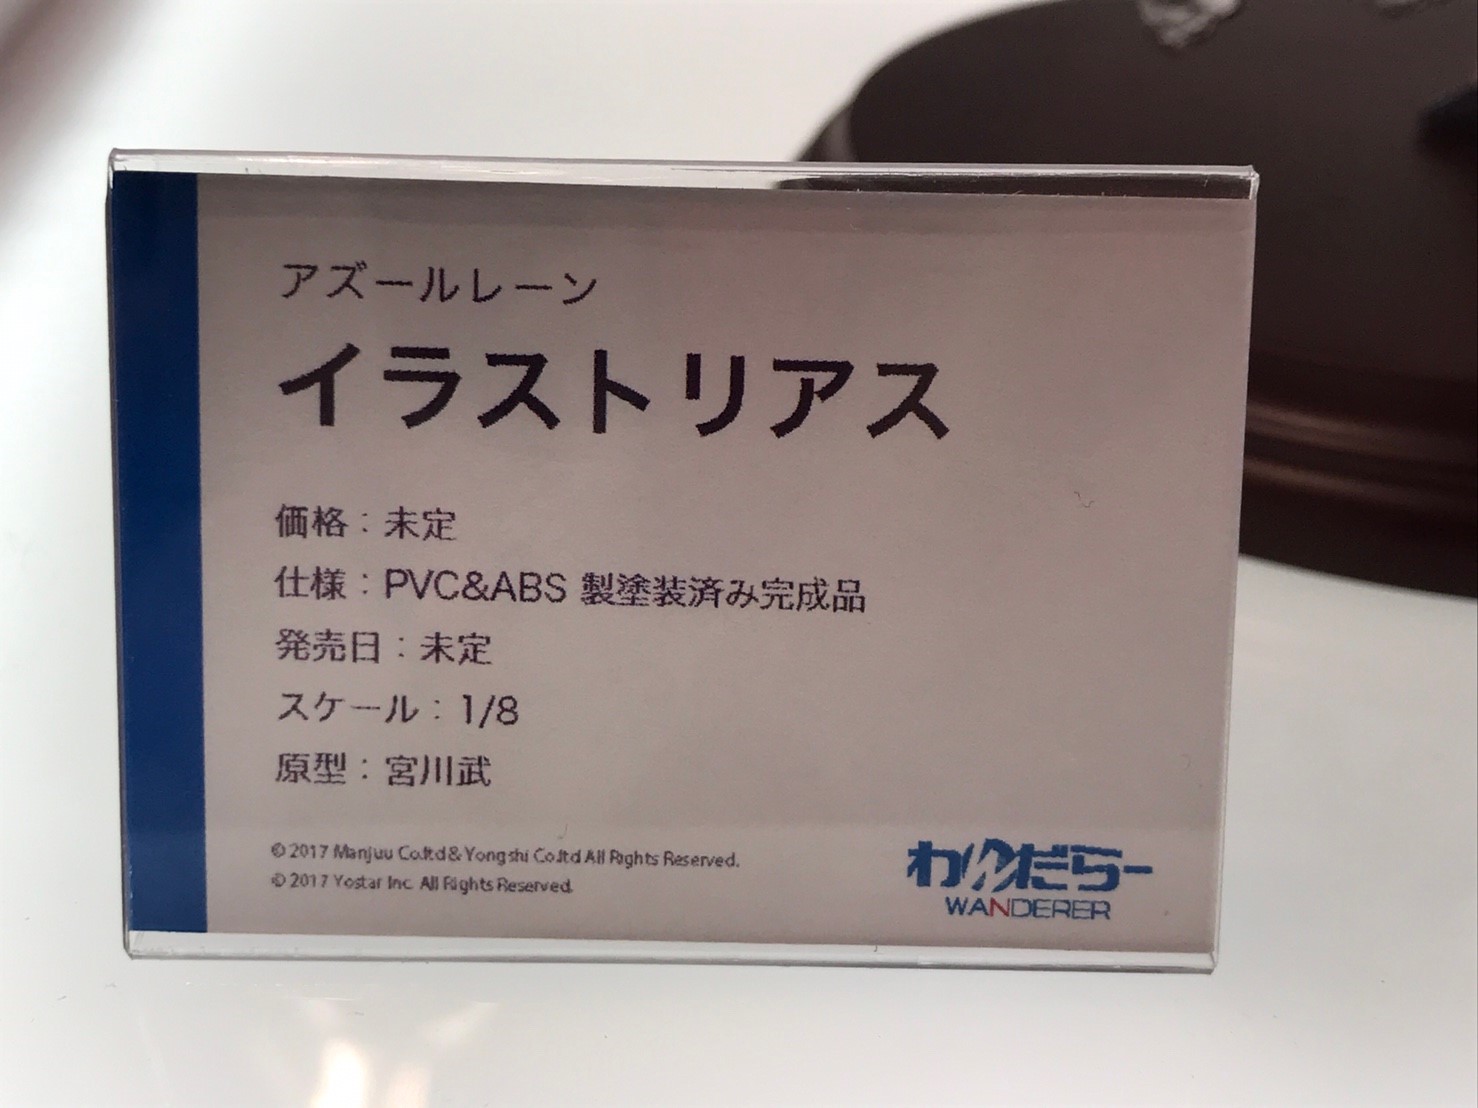 アズールレーン
イラストリアス
価格：未定
仕様：PVC&ABS 製塗装済み完成品
発売日：未定
スケール：1/8
原型：宮川武
© 2017 Manjuu Co.ltd & Yongshi Co.ltd All Rights Reserved.
© 2017 Yostar Inc. All Rights Reserved.
わんだらー
WANDERER